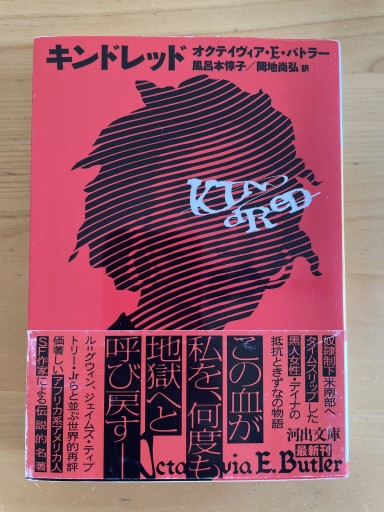 キンドレッド
オクテイヴィア・E・バトラー
風呂本惇子/岡地尚弘 訳
KIN
dReD
奴隷制下米南部へ
タイムスリップした
黒人女性・デイナの
抵抗ときずなの物語
河出文庫
最新刊
この血が
私を、何度も
地獄へと
呼び戻す―
ル=グウィン、ジェイムズ・ティプ
トリー・Jrらと並ぶ世界的再評
価著しいアフリカ系アメリカ人
SF作家による伝説的名著
Octavia E. Butler